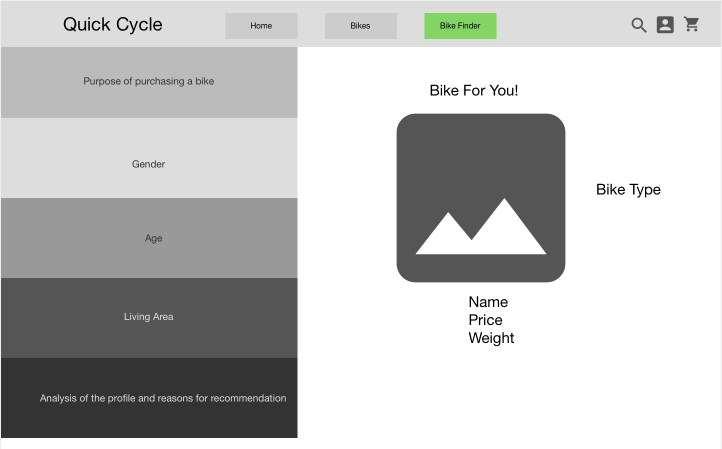 Quick Cycle
Home
Bikes
Bike Finder
Purpose of purchasing a bike
Gender
Age
Living Area
Analysis of the profile and reasons for recommendation
Bike For You!
Bike Type
Name
Price
Weight